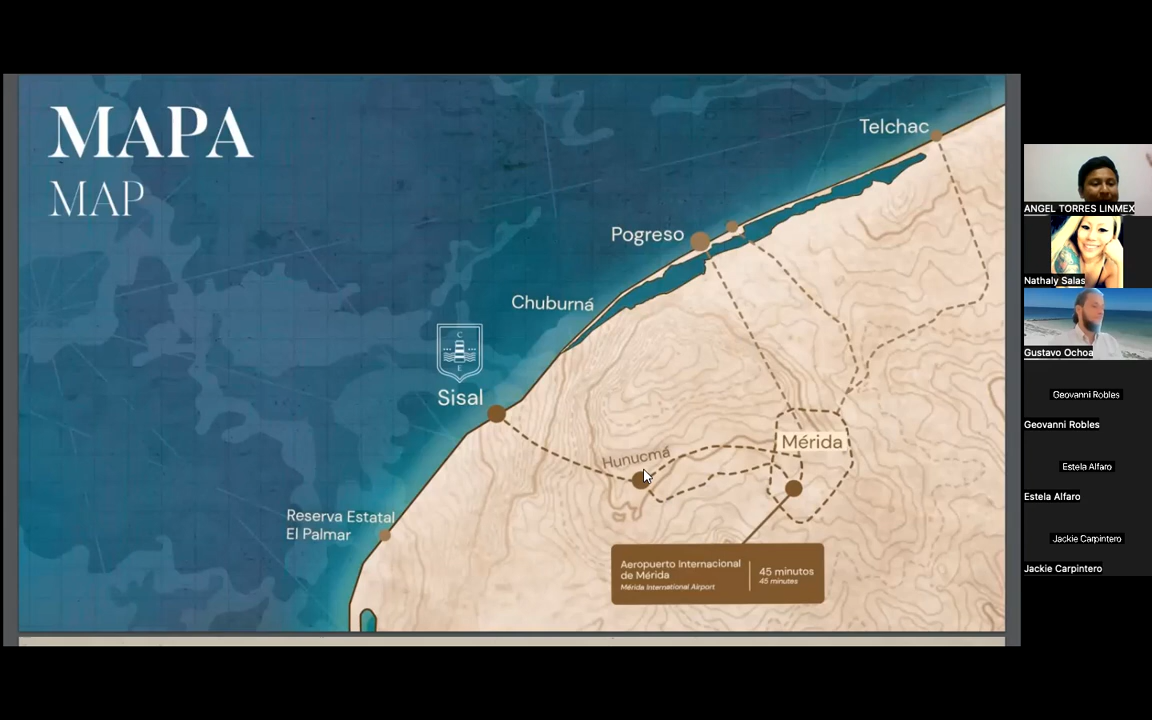 MAPA
MAP
Telchac
Pogreso
Chuburná
C
E
Sisal
Mérida
Hunucmá
Reserva Estatal
El Palmar
Aeropuerto Internacional
de Mérida
Mérida International Airport
45 minutos
45 minutes
ANGEL TORRES LINMEX
Nathaly Salas
Gustavo Ochoa
Geovanni Robles
Geovanni Robles
Estela Alfaro
Estela Alfaro
Jackie Carpintero
Jackie Carpintero